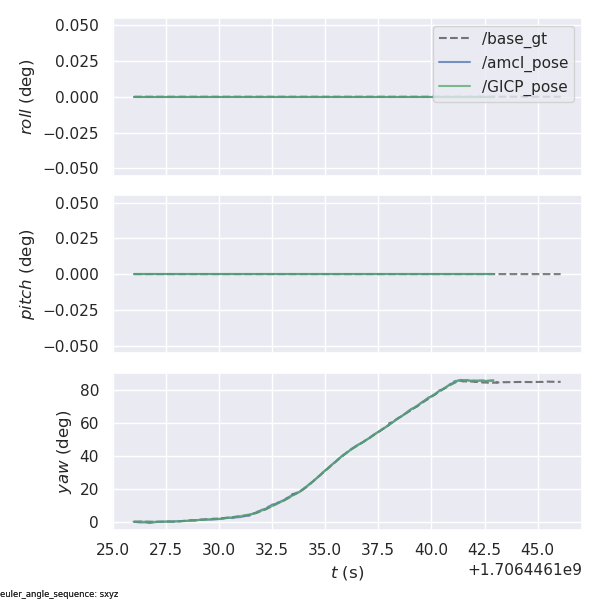 0.050
0.025
0.000
−0.025
−0.050
roll (deg)
/base_gt
/amcl_pose
/GICP_pose
0.050
0.025
0.000
−0.025
−0.050
pitch (deg)
80
60
40
20
0
yaw (deg)
25.0 27.5 30.0 32.5 35.0 37.5 40.0 42.5 45.0
t (s)
+1.7064461e9
euler_angle_sequence: sxyz